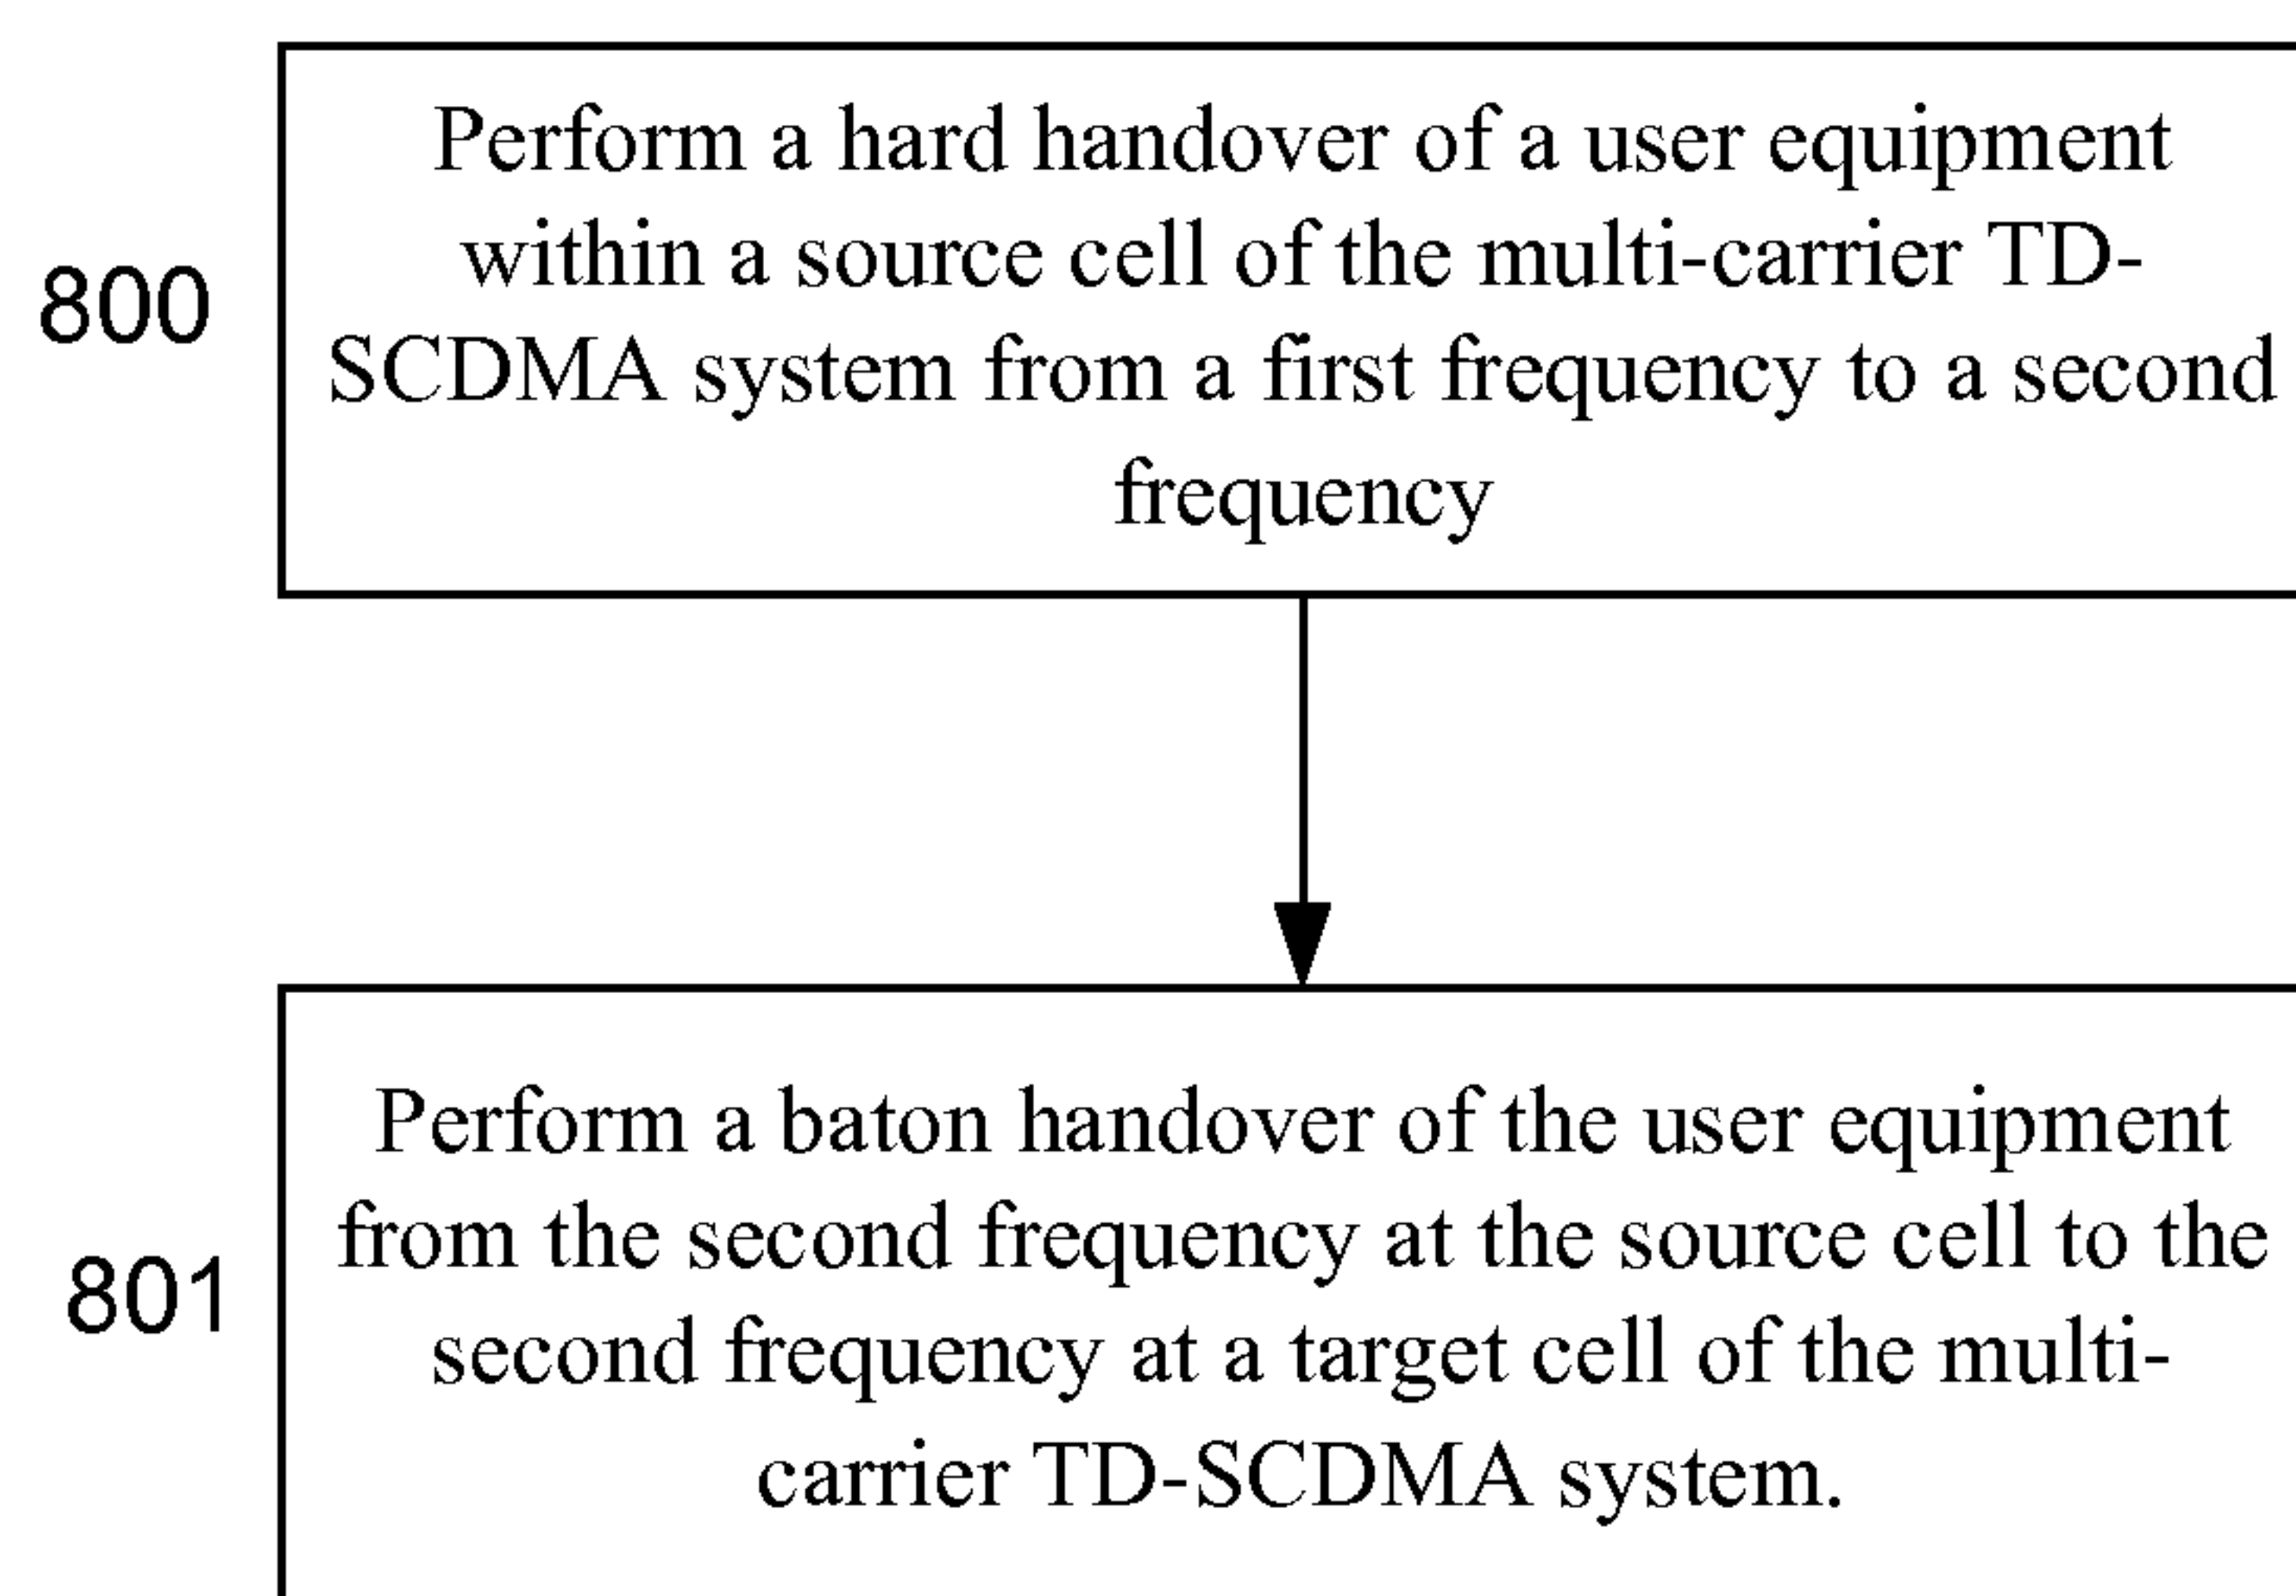 800
Perform a hard handover of a user equipment
within a source cell of the multi-carrier TD-
SCDMA system from a first frequency to a second
frequency
801
Perform a baton handover of the user equipment
from the second frequency at the source cell to the
second frequency at a target cell of the multi-
carrier TD-SCDMA system.